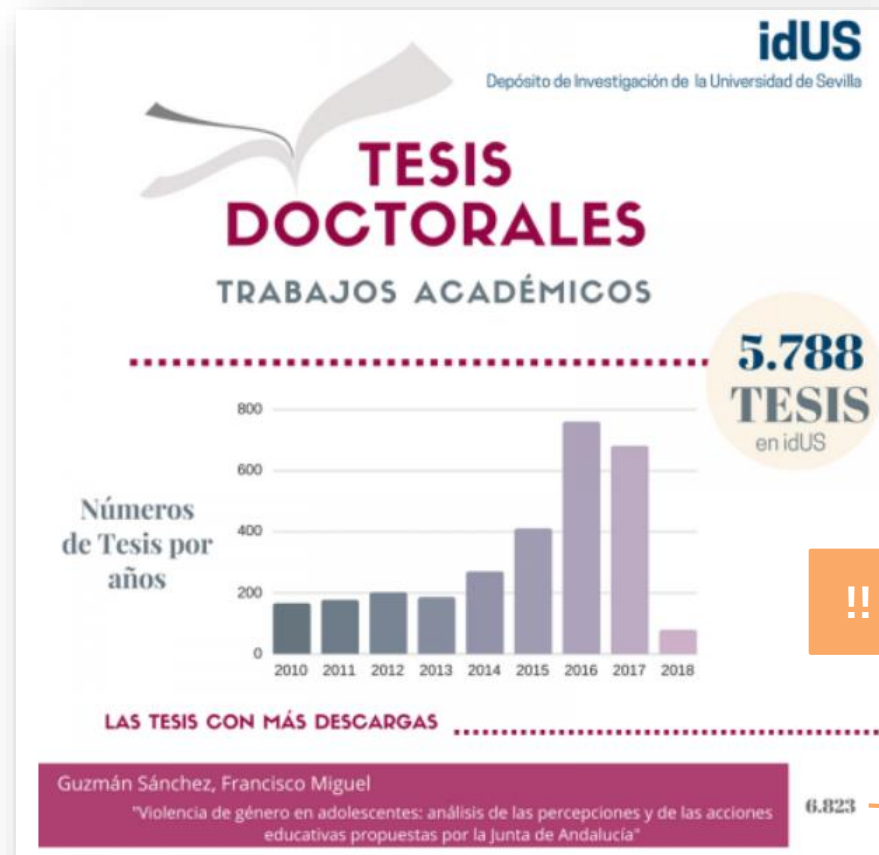 idUS
Depósito de Investigación de la Universidad de Sevilla
TESIS
DOCTORALES
TRABAJOS ACADÉMICOS
5.788
TESIS
en idUS
Números
de Tesis por
años
800
600
400
200
0
2010 2011 2012 2013 2014 2015 2016 2017 2018
!!
LAS TESIS CON MÁS DESCARGAS
Guzmán Sánchez, Francisco Miguel
"Violencia de género en adolescentes: análisis de las percepciones y de las acciones
educativas propuestas por la Junta de Andalucía"
6.823